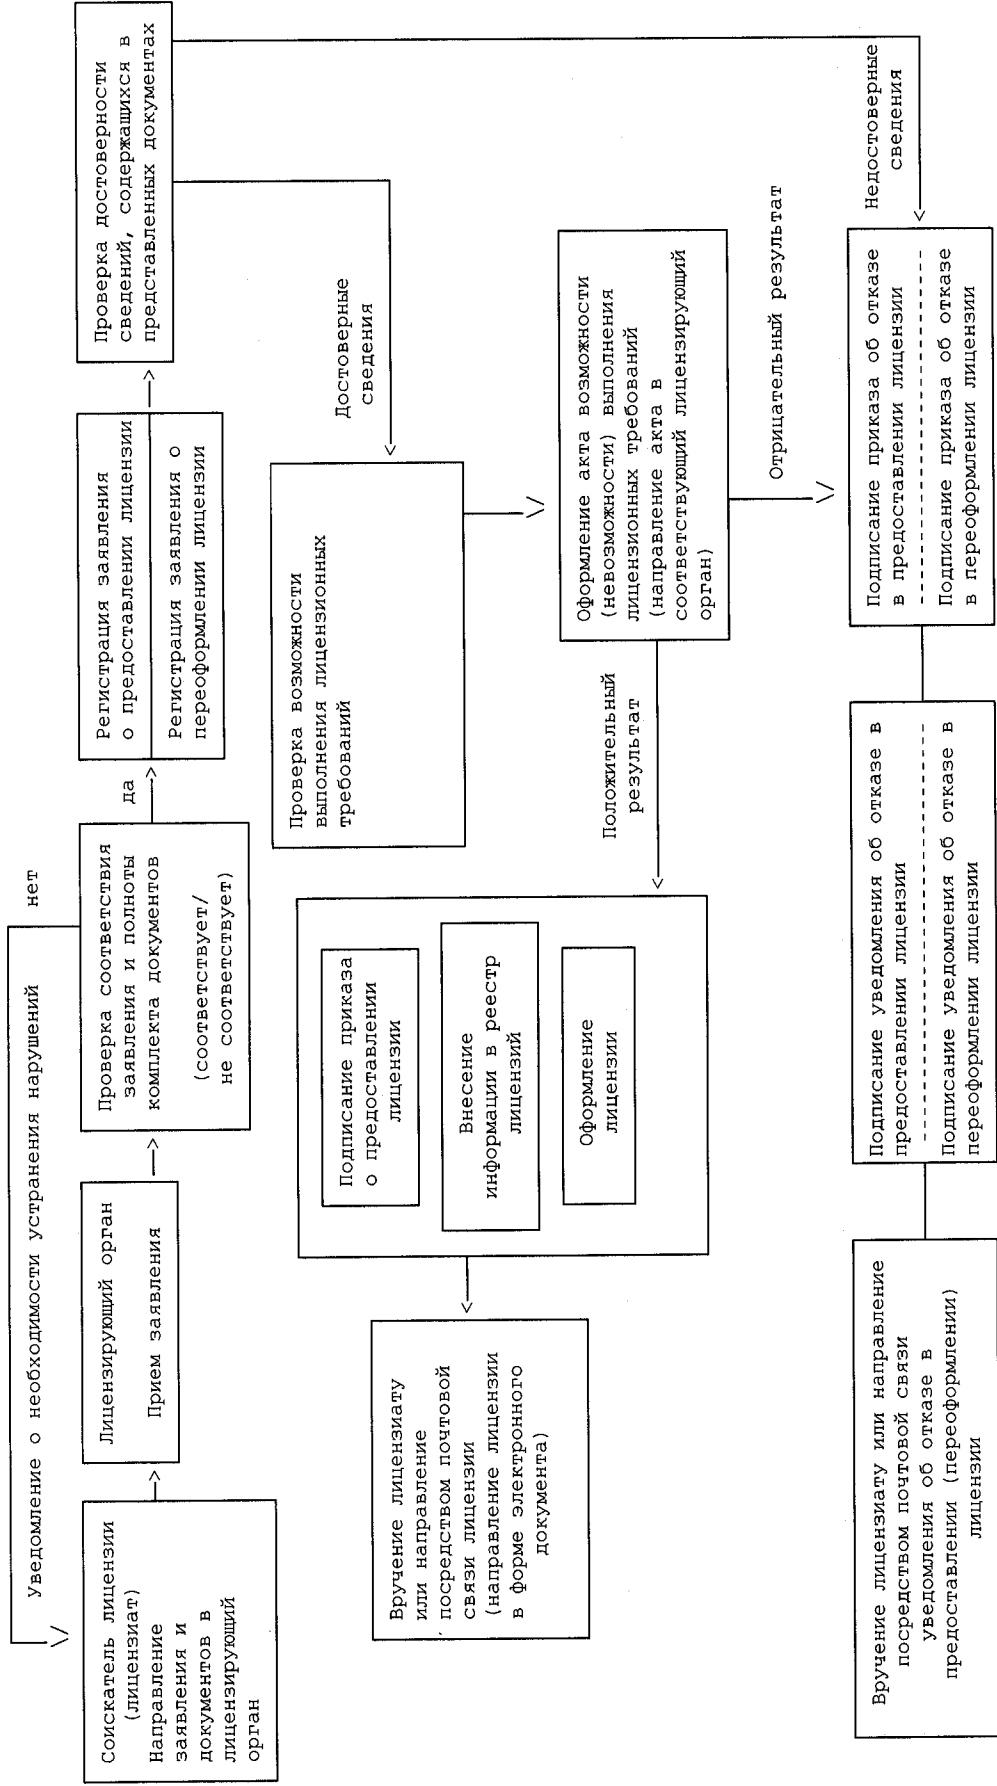 Уведомление о необходимости устранения нарушений
нет
Соискатель лицензии
(лицензиат)
Направление
заявления и
документов в
лицензирующий
орган
Лицензирующий орган
Прием заявления
Проверка соответствия
заявления и полноты
комплекта документов
(соответствует/
не соответствует)
да
Регистрация заявления
о предоставлении лицензии
Регистрация заявления о
переоформлении лицензии
Проверка достоверности
сведений, содержащихся в
представленных документах
Достоверные
сведения
Недостоверные
сведения
Проверка возможности
выполнения лицензионных
требований
Оформление акта возможности
(невозможности) выполнения
лицензионных требований
(направление акта в
соответствующий лицензирующий
орган)
Положительный
результат
Отрицательный результат
Подписание приказа
о предоставлении
лицензии
Внесение
информации в реестр
лицензий
Оформление
лицензии
Вручение лицензиату
или направление
посредством почтовой
связи лицензии
(направление лицензии
в форме электронного
документа)
Подписание приказа об отказе
в предоставлении лицензии
Подписание приказа об отказе
в переоформлении лицензии
Подписание уведомления об отказе в
предоставлении лицензии
Подписание уведомления об отказе в
переоформлении лицензии
Вручение лицензиату или направление
посредством почтовой связи
уведомления об отказе в
предоставлении (переоформлении)
лицензии